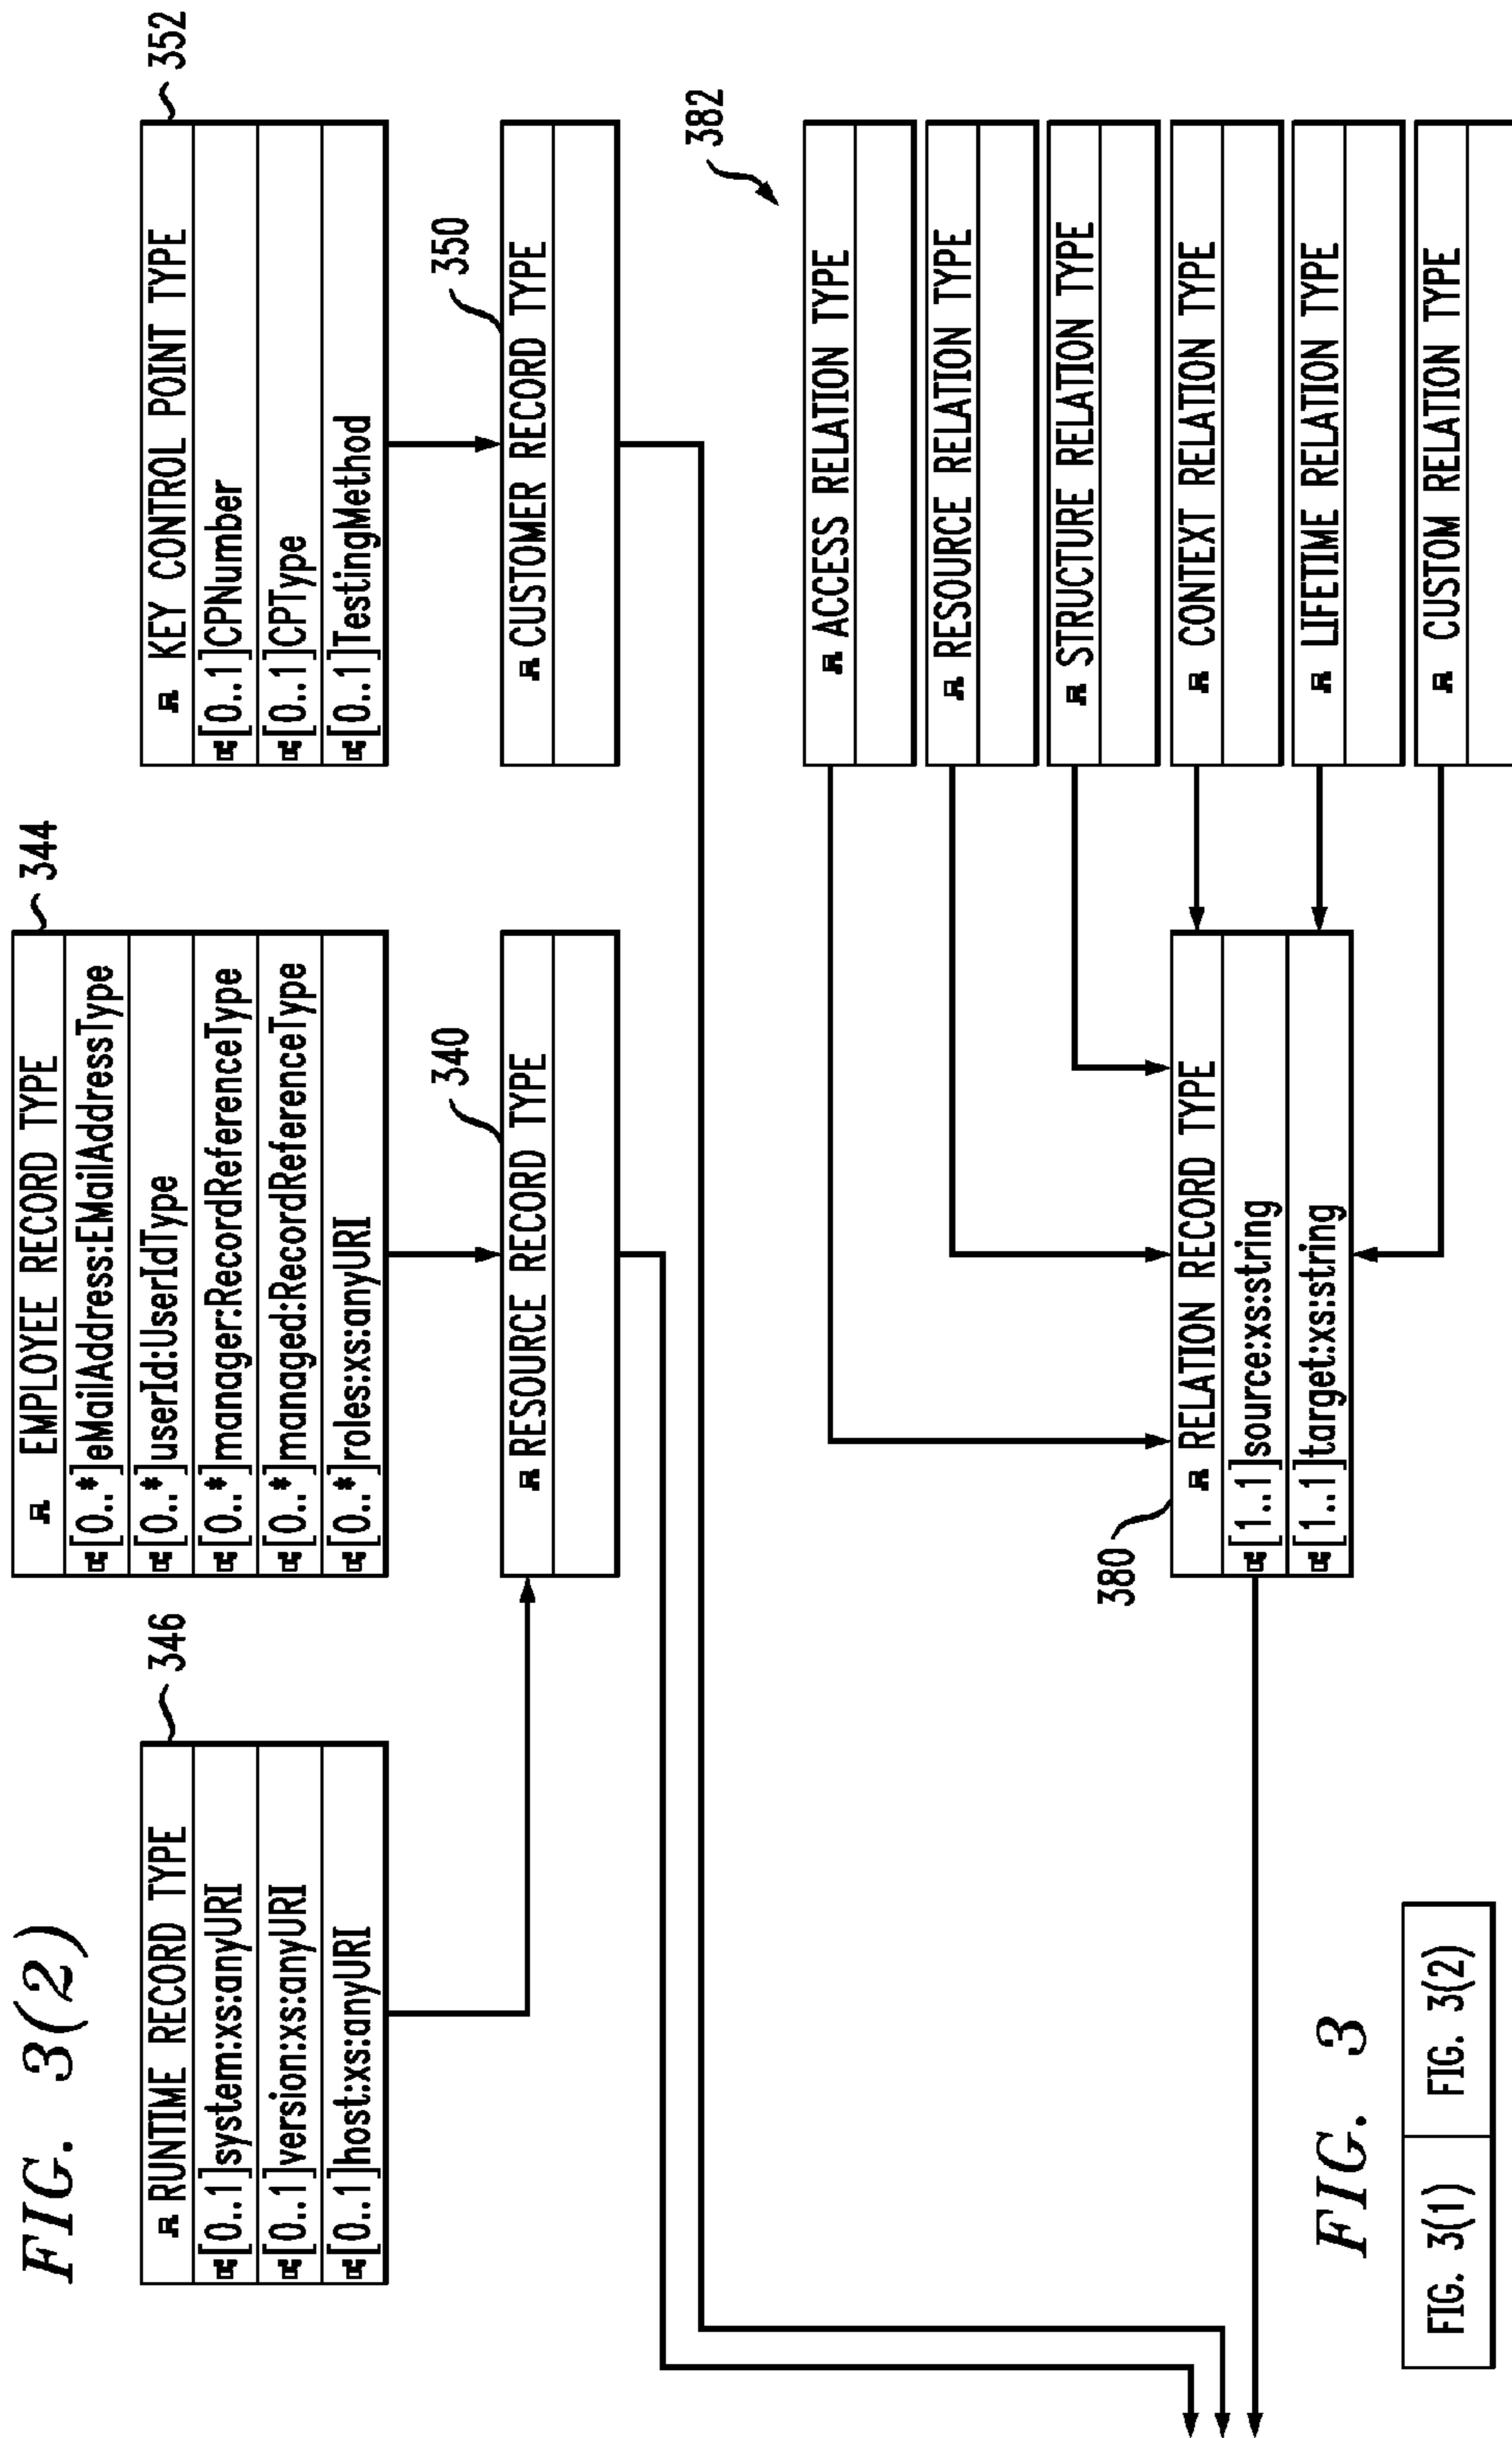 FIG. 3(2)
346
RUNTIME RECORD TYPE
[0..1]system:xs:anyURI
[0..1]version:xs:anyURI
[0..1]host:xs:anyURI
344
EMPLOYEE RECORD TYPE
[0..*]eMailAddress:EMailAddressType
[0..*]userId:UserIdType
[0..*]manager:RecordReferenceType
[0..*]managed:RecordReferenceType
[0..*]roles:xs:anyURI
352
KEY CONTROL POINT TYPE
[0..1]CPNumber
[0..1]CPType
[0..1]TestingMethod
340
RESOURCE RECORD TYPE
350
CUSTOMER RECORD TYPE
382
ACCESS RELATION TYPE
RESOURCE RELATION TYPE
STRUCTURE RELATION TYPE
CONTEXT RELATION TYPE
LIFETIME RELATION TYPE
CUSTOM RELATION TYPE
380
RELATION RECORD TYPE
[1..1]source:xs:string
[1..1]target:xs:string
FIG. 3
FIG. 3(1) FIG. 3(2)